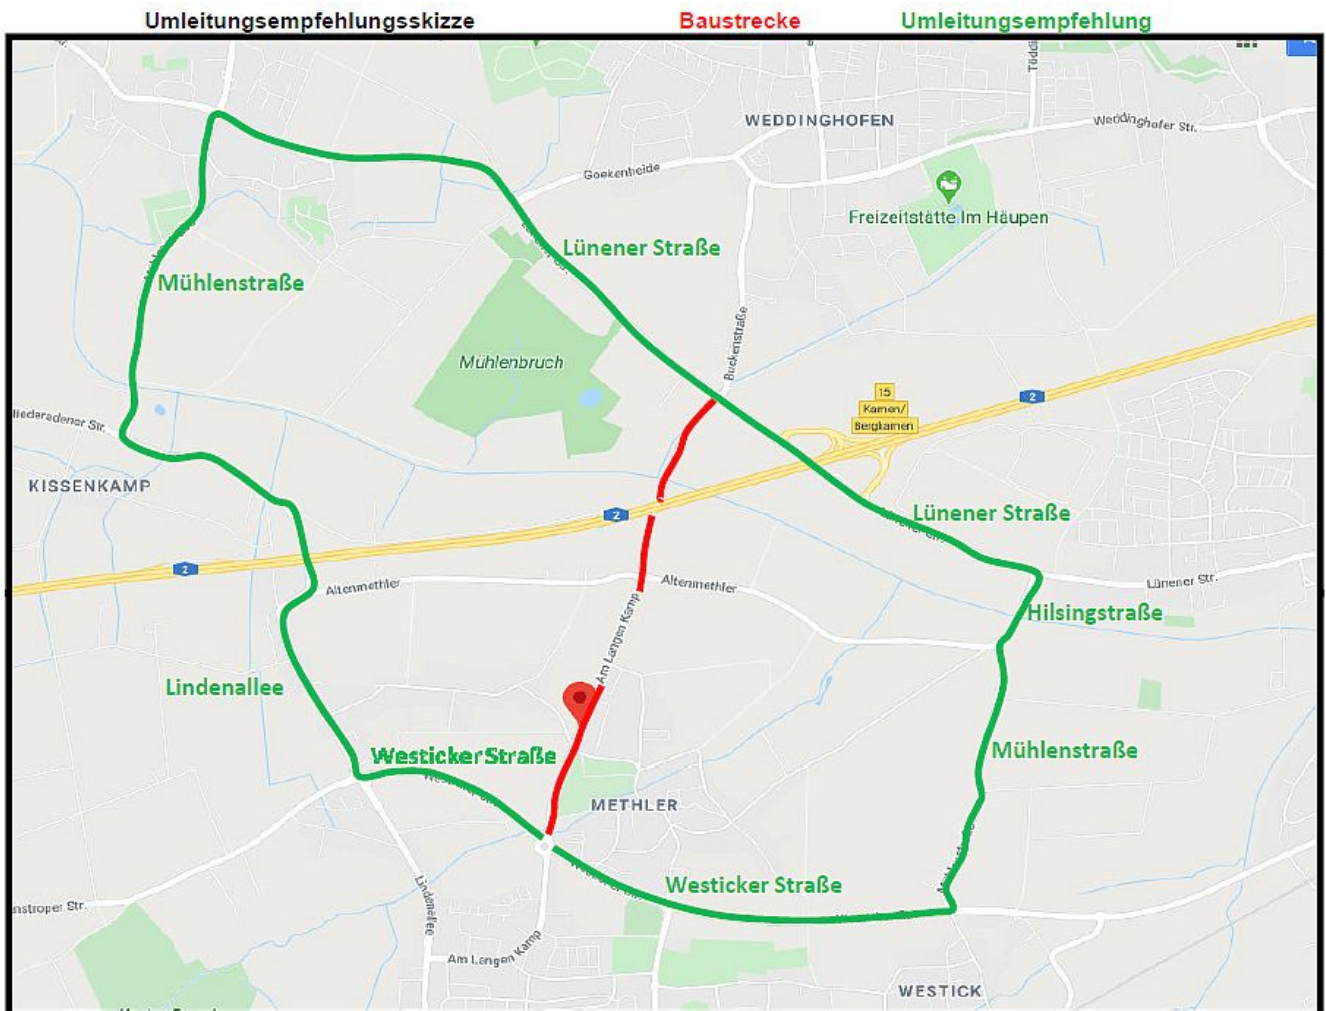 Umleitungsempfehlungsskizze Baustrecke Umleitungsempfehlung
WEDDINGHOFEN
Weddinghofer Str.
Goekenheide
Freizeitstätte Im Häupen
Lünener Straße
Mühlenstraße
Buckenstraße
Mühlenbruch
2
15
Kamen/
Bergkamen
KISSENKAMP
2
Lünener Straße
2
Altenmethler
Altenmethler
Lünener Str.
Hilsingstraße
Am Langen Kamp
Lindenallee
Mühlenstraße
Westicker Straße
METHLER
Westicker Straße
Lindenallee
Am Langen Kamp
WESTICK